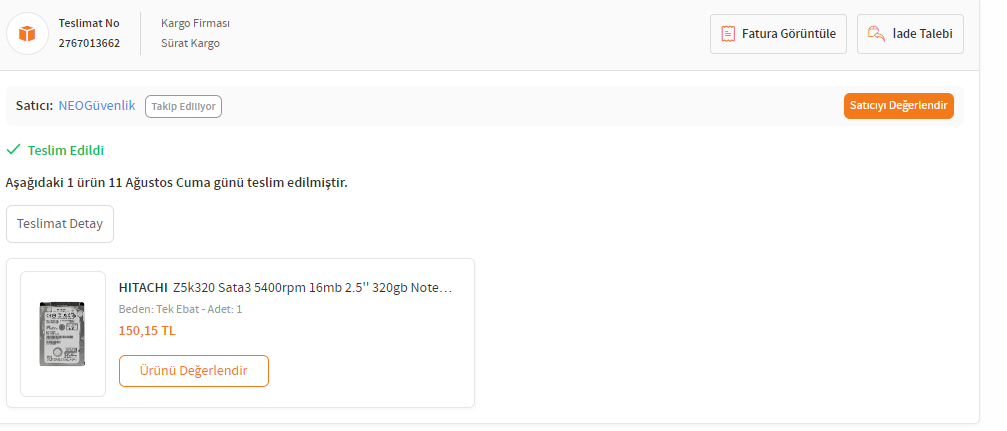 Teslimat No
2767013662
Kargo Firması
Sürat Kargo
Fatura Görüntüle
İade Talebi
Satıcı: NEOGüvenlik
Takip Ediliyor
Satıcıyı Değerlendir
Teslim Edildi
Aşağıdaki 1 ürün 11 Ağustos Cuma günü teslim edilmiştir.
Teslimat Detay
HITACHI Z5k320 Sata3 5400rpm 16mb 2.5'' 320gb Note...
Beden: Tek Ebat - Adet: 1
150,15 TL
Ürünü Değerlendir